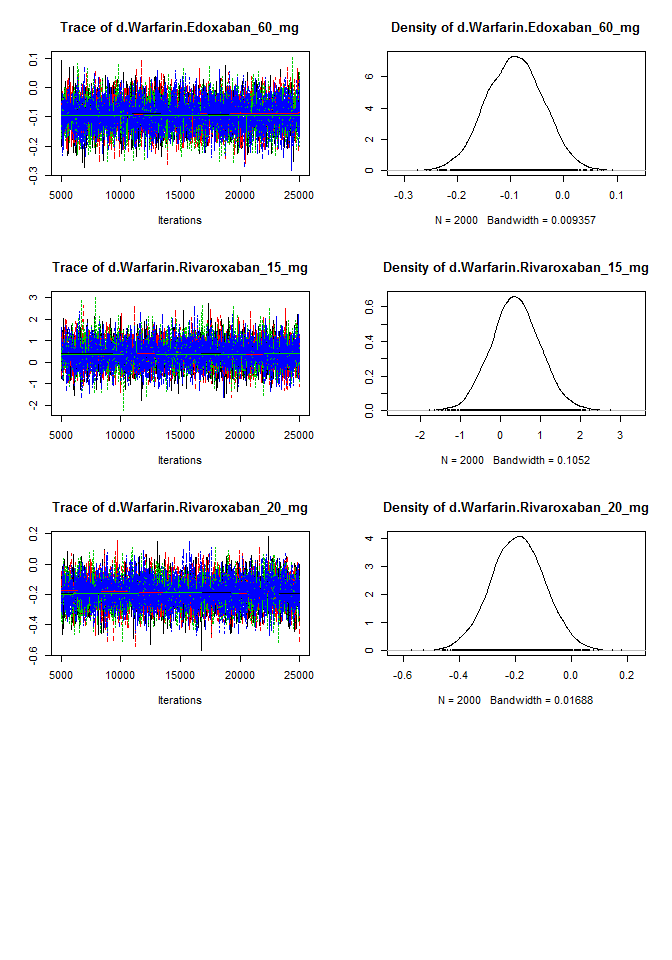 Trace of d.Warfarin.Edoxaban_60_mg
0.1
0.0
-0.1
-0.2
-0.3
5000 10000 15000 20000 25000
Iterations
Density of d.Warfarin.Edoxaban_60_mg
6
4
2
0
-0.3 -0.2 -0.1 0.0 0.1
N = 2000 Bandwidth = 0.009357
Trace of d.Warfarin.Rivaroxaban_15_mg
3
2
1
0
-1
-2
5000 10000 15000 20000 25000
Iterations
Density of d.Warfarin.Rivaroxaban_15_mg
0.6
0.4
0.2
0.0
-2 -1 0 1 2 3
N = 2000 Bandwidth = 0.1052
Trace of d.Warfarin.Rivaroxaban_20_mg
0.2
0.0
-0.2
-0.4
-0.6
5000 10000 15000 20000 25000
Iterations
Density of d.Warfarin.Rivaroxaban_20_mg
4
3
2
1
0
-0.6 -0.4 -0.2 0.0 0.2
N = 2000 Bandwidth = 0.01688